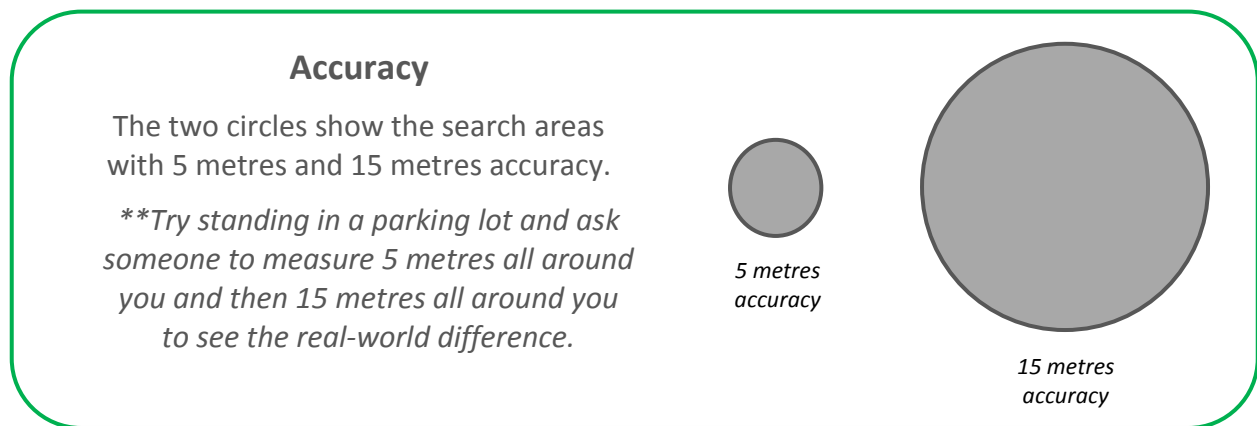 Accuracy
The two circles show the search areas
with 5 metres and 15 metres accuracy.
**Try standing in a parking lot and ask
someone to measure 5 metres all around
you and then 15 metres all around you
to see the real-world difference.
5 metres
accuracy
15 metres
accuracy